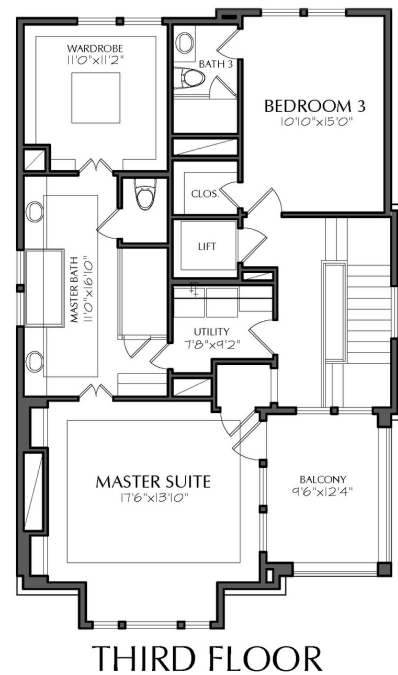 WARDROBE
11'0"x11'2"
BATH 3
BEDROOM 3
10'10"x15'0"
CLOS.
LIFT
MASTER BATH
11'0"x16'10"
UTILITY
7'8"x9'2"
MASTER SUITE
17'6"x13'10"
BALCONY
9'6"x12'4"
THIRD FLOOR